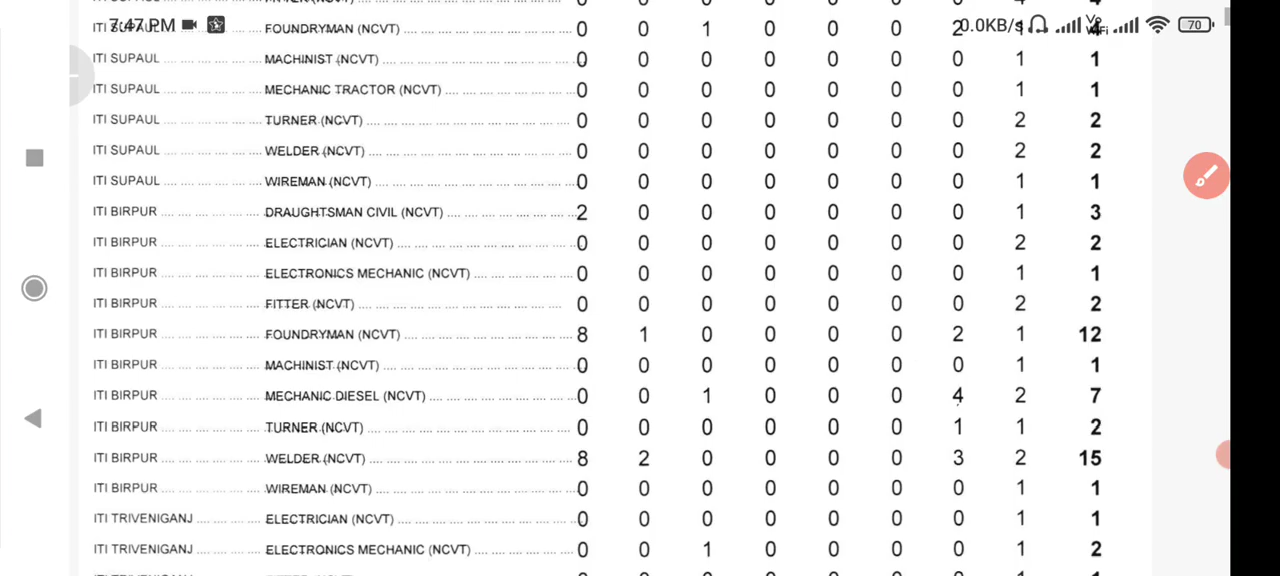 7:47 PM 0.0KB/s Vo WiFi 70
ITI SUPAUL .... FOUNDRYMAN (NCVT) .... 0 0 1 0 0 0 2 1 4
ITI SUPAUL .... MACHINIST (NCVT) .... 0 0 0 0 0 0 0 1 1
ITI SUPAUL .... MECHANIC TRACTOR (NCVT) .... 0 0 0 0 0 0 0 1 1
ITI SUPAUL .... TURNER (NCVT) .... 0 0 0 0 0 0 0 2 2
ITI SUPAUL .... WELDER (NCVT) .... 0 0 0 0 0 0 0 2 2
ITI SUPAUL .... WIREMAN (NCVT) .... 0 0 0 0 0 0 0 1 1
ITI BIRPUR .... DRAUGHTSMAN CIVIL (NCVT) .... 2 0 0 0 0 0 0 1 3
ITI BIRPUR .... ELECTRICIAN (NCVT) .... 0 0 0 0 0 0 0 2 2
ITI BIRPUR .... ELECTRONICS MECHANIC (NCVT) .... 0 0 0 0 0 0 0 1 1
ITI BIRPUR .... FITTER (NCVT) .... 0 0 0 0 0 0 0 2 2
ITI BIRPUR .... FOUNDRYMAN (NCVT) .... 8 1 0 0 0 0 2 1 12
ITI BIRPUR .... MACHINIST (NCVT) .... 0 0 0 0 0 0 0 1 1
ITI BIRPUR .... MECHANIC DIESEL (NCVT) .... 0 0 1 0 0 0 4 2 7
ITI BIRPUR .... TURNER (NCVT) .... 0 0 0 0 0 0 1 1 2
ITI BIRPUR .... WELDER (NCVT) .... 8 2 0 0 0 0 3 2 15
ITI BIRPUR .... WIREMAN (NCVT) .... 0 0 0 0 0 0 0 1 1
ITI TRIVENIGANJ .... ELECTRICIAN (NCVT) .... 0 0 0 0 0 0 0 1 1
ITI TRIVENIGANJ .... ELECTRONICS MECHANIC (NCVT) .... 0 0 1 0 0 0 0 1 2